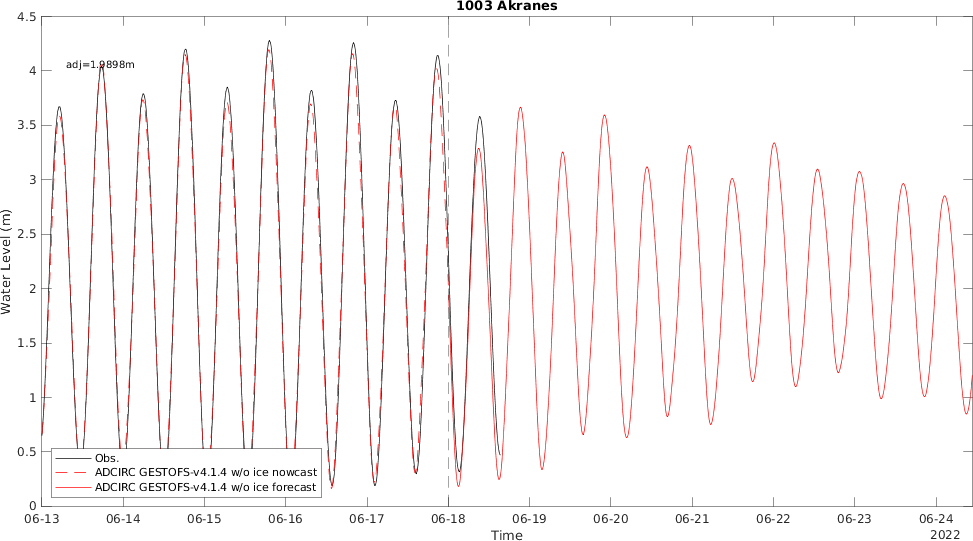 1003 Akranes
4.5
4
3.5
3
2.5
2
1.5
1
0.5
0
Water Level (m)
adj=1.9898m
Obs.
ADCIRC GESTOFS-v4.1.4 w/o ice nowcast
ADCIRC GESTOFS-v4.1.4 w/o ice forecast
06-13 06-14 06-15 06-16 06-17 06-18 06-19 06-20 06-21 06-22 06-23 06-24
2022
Time